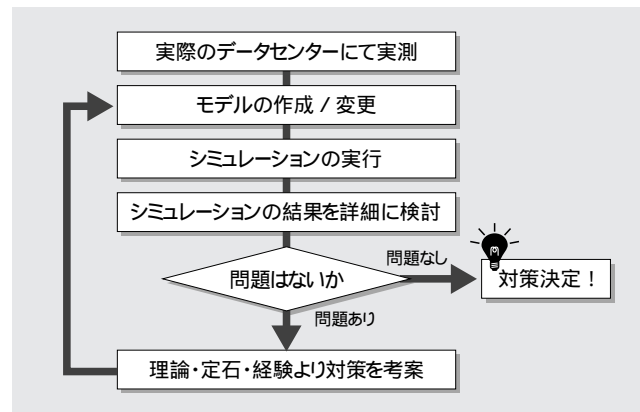 実際のデータセンターにて実測
モデルの作成 / 変更
シミュレーションの実行
シミュレーションの結果を詳細に検討
問題はないか
問題なし
対策決定！
問題あり
理論・定石・経験より対策を考案